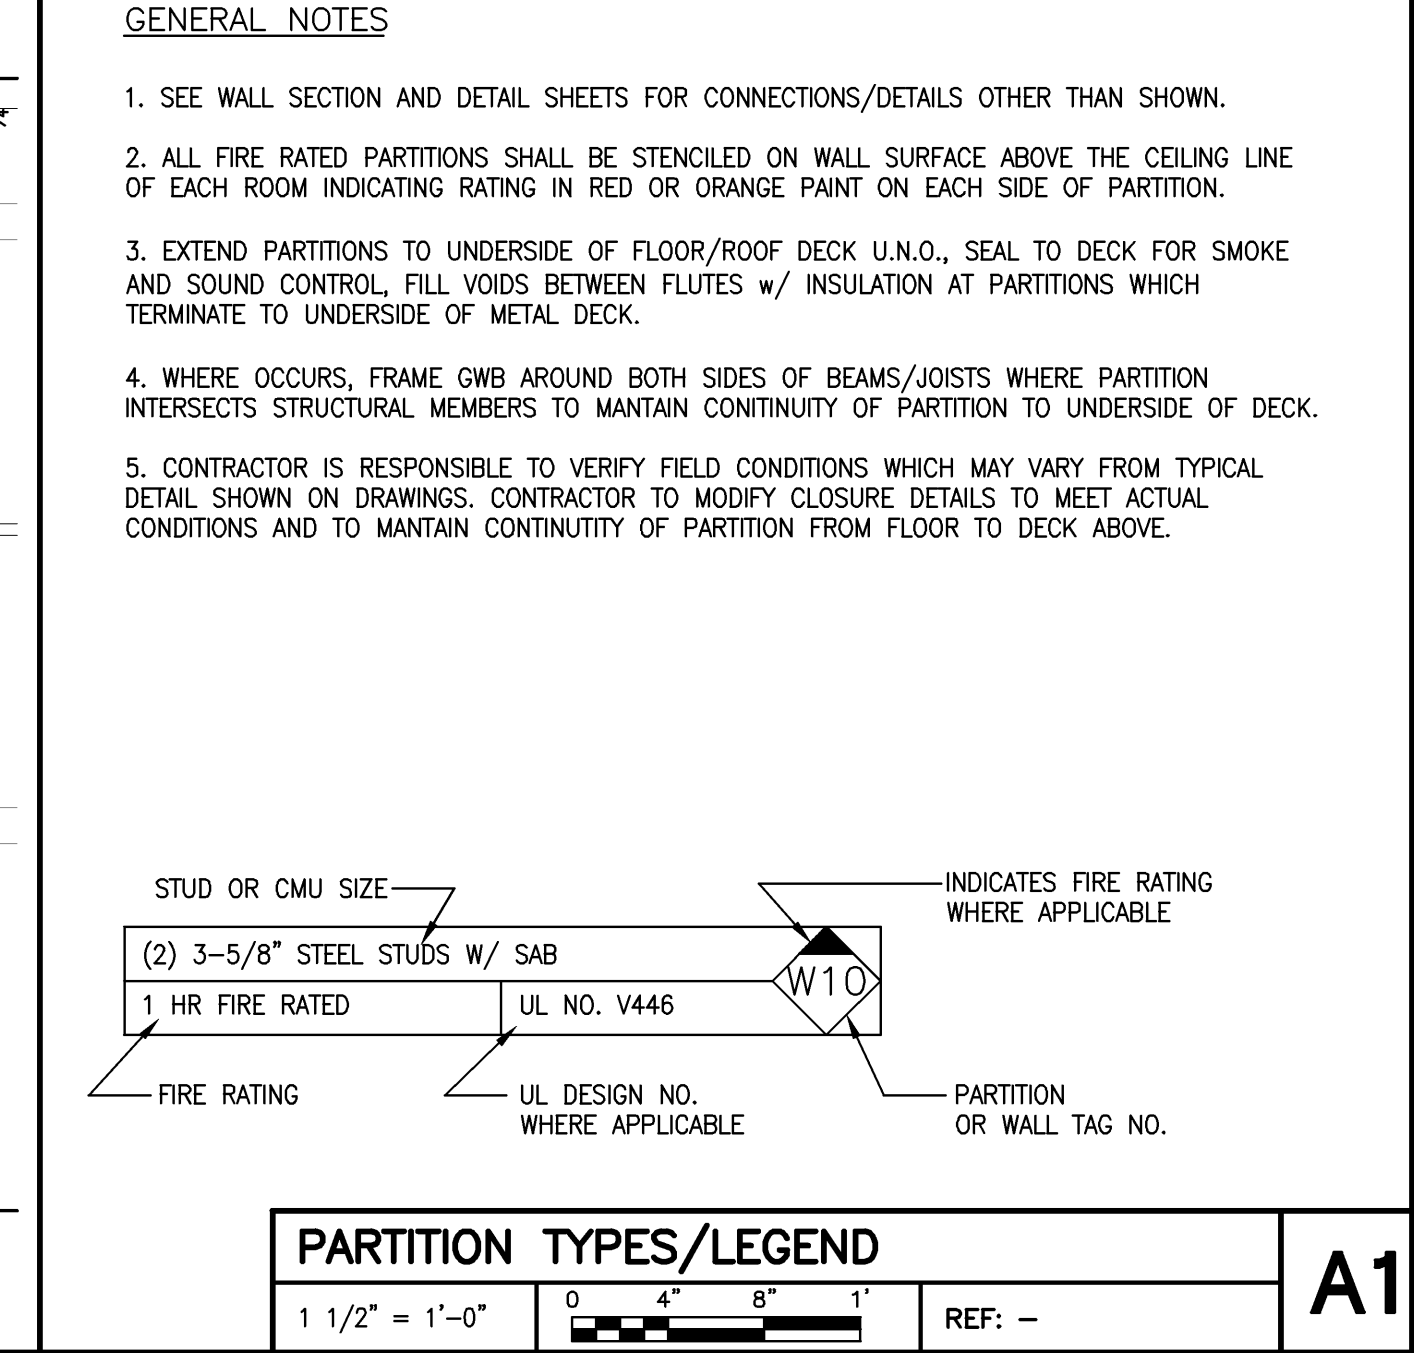 GENERAL NOTES
1. SEE WALL SECTION AND DETAIL SHEETS FOR CONNECTIONS/DETAILS OTHER THAN SHOWN.
2. ALL FIRE RATED PARTITIONS SHALL BE STENCILED ON WALL SURFACE ABOVE THE CEILING LINE
OF EACH ROOM INDICATING RATING IN RED OR ORANGE PAINT ON EACH SIDE OF PARTITION.
3. EXTEND PARTITIONS TO UNDERSIDE OF FLOOR/ROOF DECK U.N.O., SEAL TO DECK FOR SMOKE
AND SOUND CONTROL, FILL VOIDS BETWEEN FLUTES w/ INSULATION AT PARTITIONS WHICH
TERMINATE TO UNDERSIDE OF METAL DECK.
4. WHERE OCCURS, FRAME GWB AROUND BOTH SIDES OF BEAMS/JOISTS WHERE PARTITION
INTERSECTS STRUCTURAL MEMBERS TO MANTAIN CONITINUITY OF PARTITION TO UNDERSIDE OF DECK.
5. CONTRACTOR IS RESPONSIBLE TO VERIFY FIELD CONDITIONS WHICH MAY VARY FROM TYPICAL
DETAIL SHOWN ON DRAWINGS. CONTRACTOR TO MODIFY CLOSURE DETAILS TO MEET ACTUAL
CONDITIONS AND TO MANTAIN CONTINUTITY OF PARTITION FROM FLOOR TO DECK ABOVE.
STUD OR CMU SIZE
INDICATES FIRE RATING
WHERE APPLICABLE
(2) 3-5/8" STEEL STUDS W/ SAB
W10
1 HR FIRE RATED
UL NO. V446
FIRE RATING
UL DESIGN NO.
WHERE APPLICABLE
PARTITION
OR WALL TAG NO.
PARTITION TYPES/LEGEND
A1
1 1/2" = 1'-0"
0 4" 8" 1'
REF: -